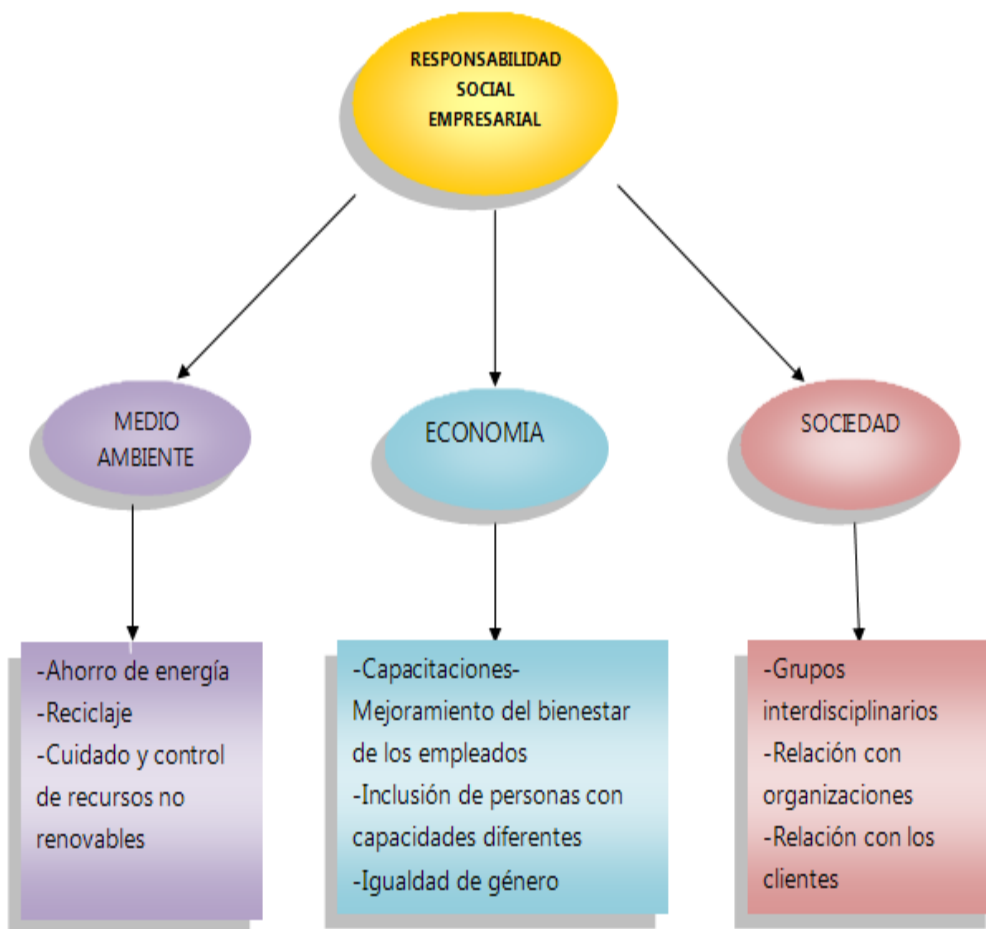 RESPONSABILIDAD
SOCIAL
EMPRESARIAL
MEDIO
AMBIENTE
ECONOMIA
SOCIEDAD
-Ahorro de energía
-Reciclaje
-Cuidado y control
de recursos no
renovables
-Capacitaciones-
Mejoramiento del bienestar
de los empleados
-Inclusión de personas con
capacidades diferentes
-Igualdad de género
-Grupos
interdisciplinarios
-Relación con
organizaciones
-Relación con los
clientes